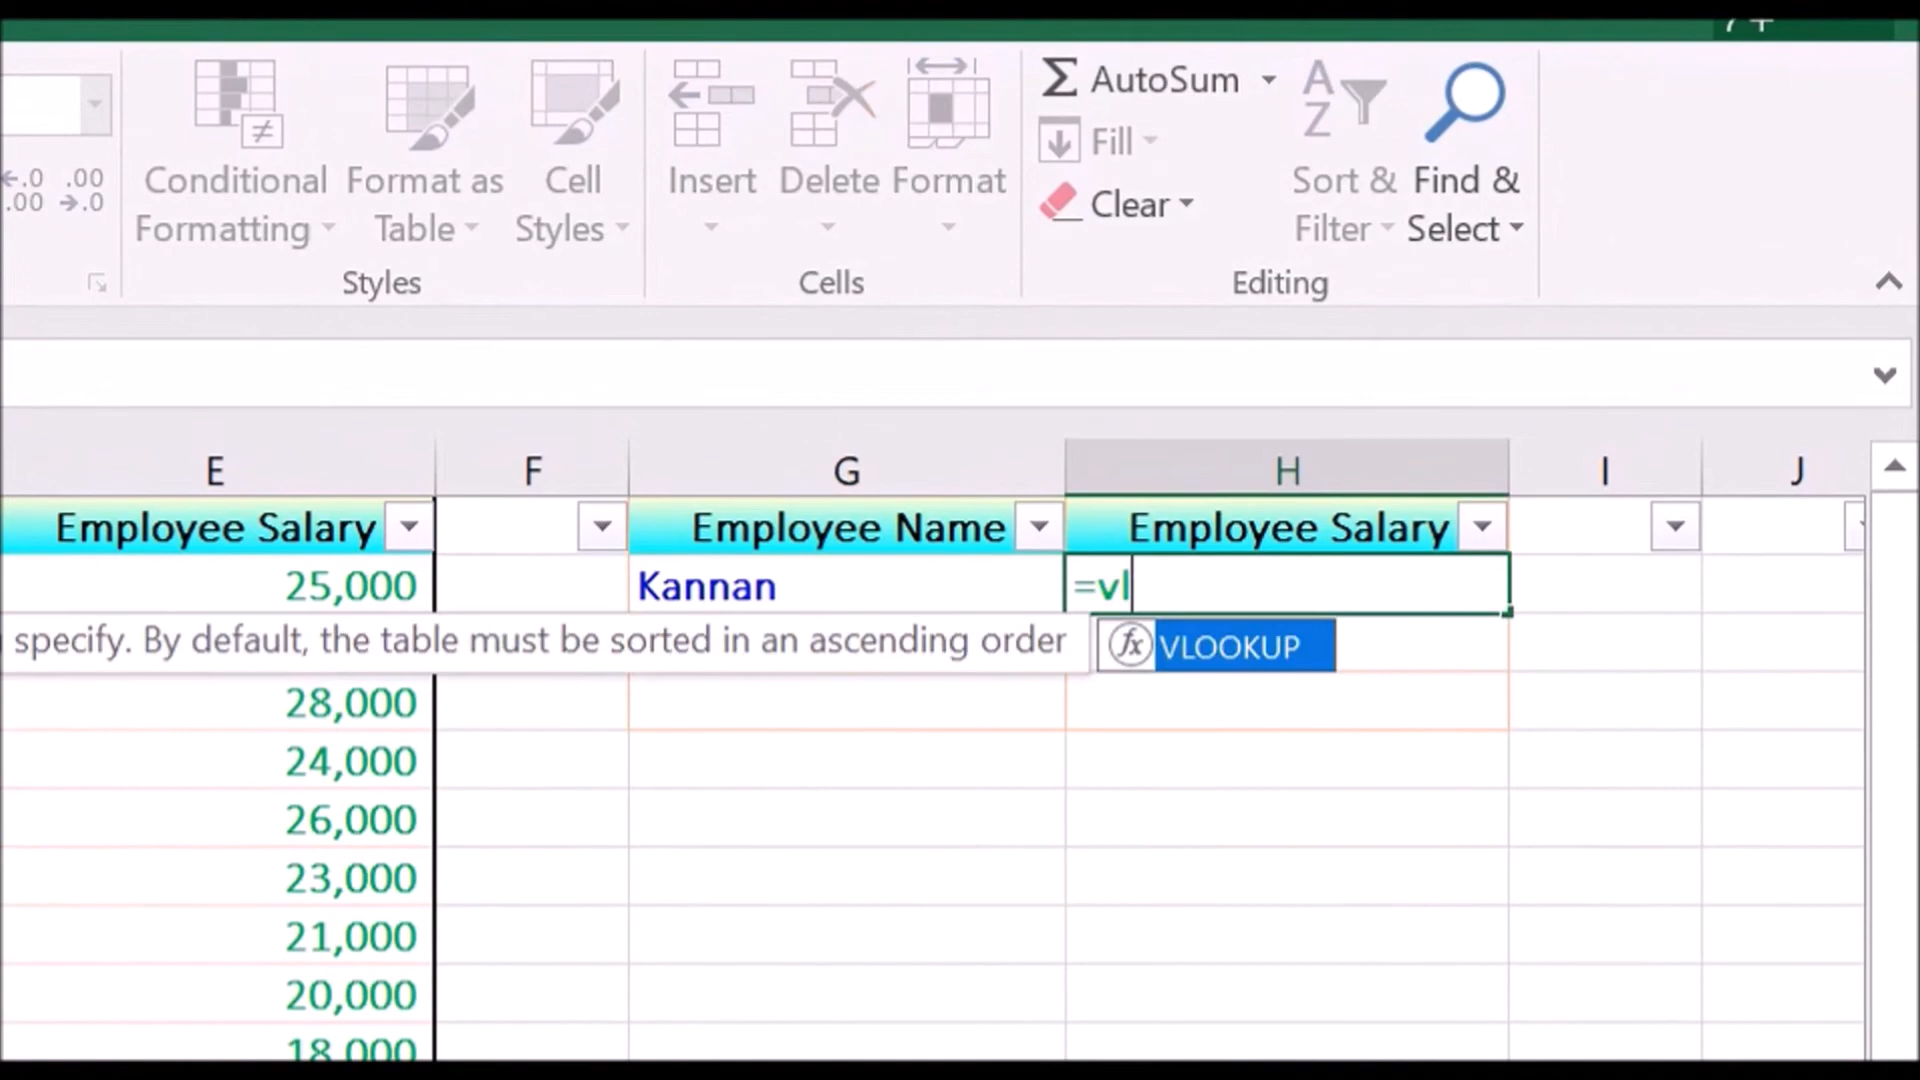 ←.0 .00
.00 →.0
Conditional
Formatting
Format as
Table
Cell
Styles
Styles
Insert
Delete
Format
Cells
AutoSum
Fill
Clear
Sort &
Filter
Find &
Select
Editing
E F G H I J
Employee Salary Employee Name Employee Salary
25,000 Kannan =vl
specify. By default, the table must be sorted in an ascending order fx VLOOKUP
28,000
24,000
26,000
23,000
21,000
20,000
18,000